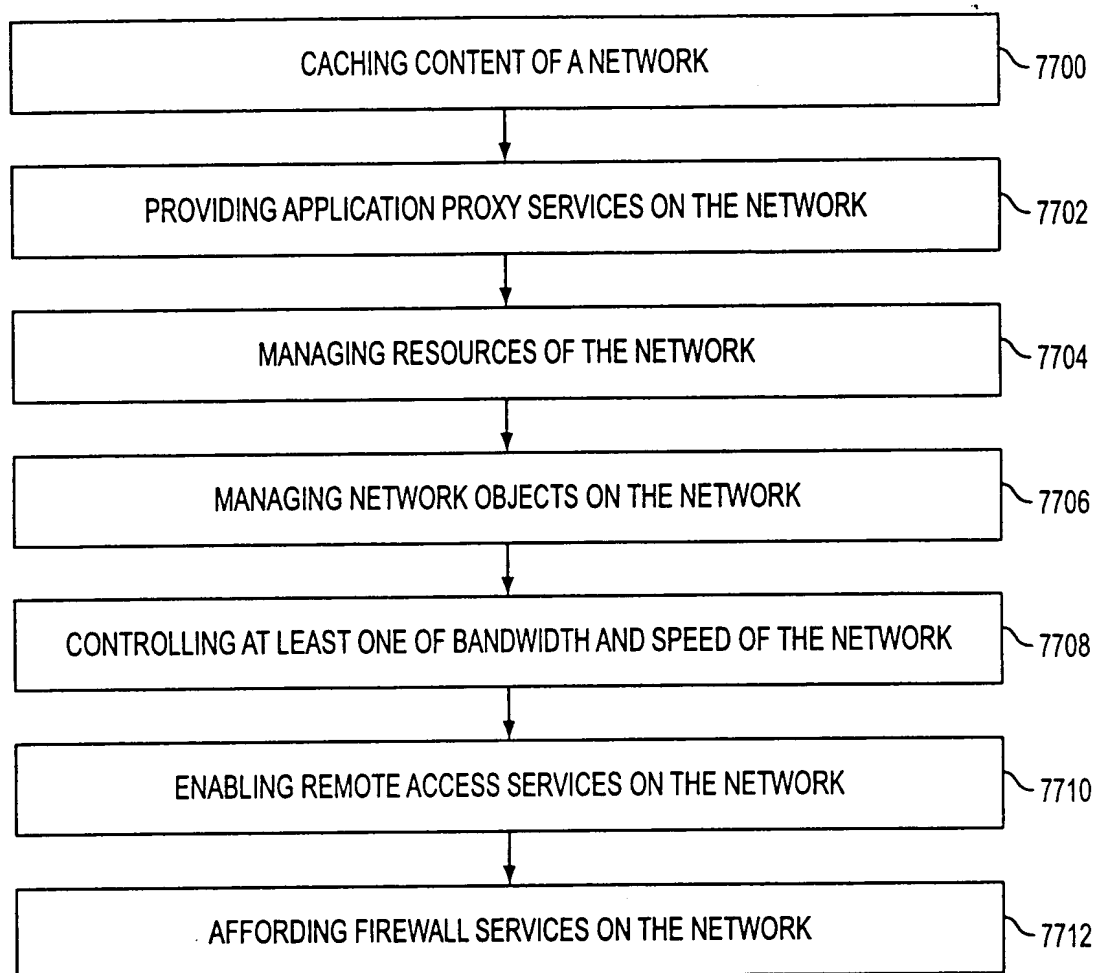 CACHING CONTENT OF A NETWORK
7700
PROVIDING APPLICATION PROXY SERVICES ON THE NETWORK
7702
MANAGING RESOURCES OF THE NETWORK
7704
MANAGING NETWORK OBJECTS ON THE NETWORK
7706
CONTROLLING AT LEAST ONE OF BANDWIDTH AND SPEED OF THE NETWORK
7708
ENABLING REMOTE ACCESS SERVICES ON THE NETWORK
7710
AFFORDING FIREWALL SERVICES ON THE NETWORK
7712